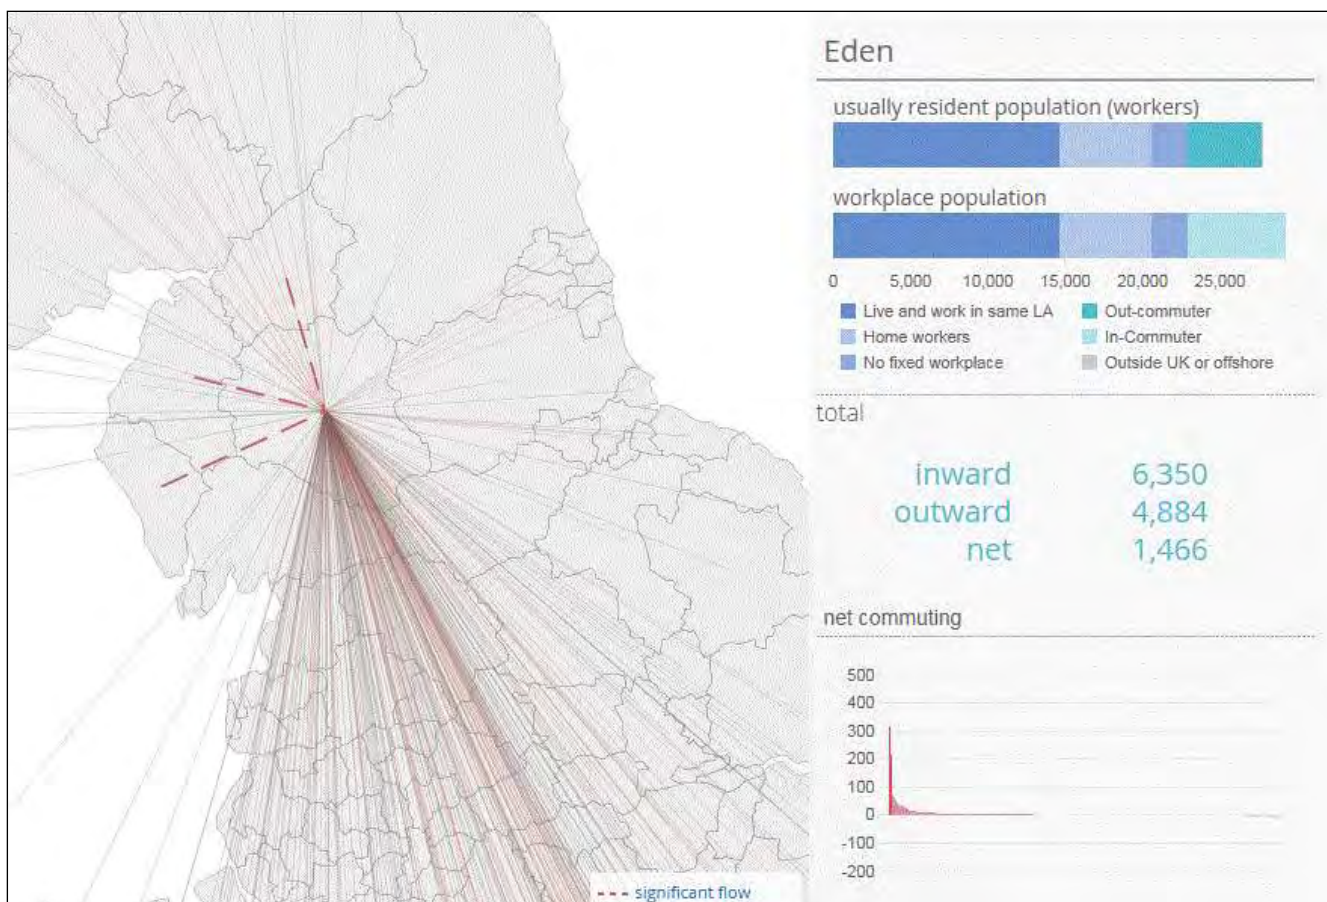 Eden
usually resident population (workers)
workplace population
0 5,000 10,000 15,000 20,000 25,000
Live and work in same LA Out-commuter
Home workers In-Commuter
No fixed workplace Outside UK or offshore
total
inward 6,350
outward 4,884
net 1,466
net commuting
500
400
300
200
100
0
-100
-200
significant flow